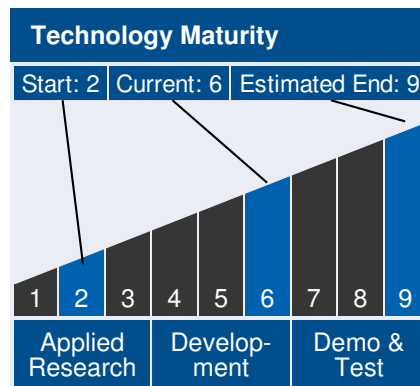 Technology Maturity
Start: 2 Current: 6 Estimated End: 9
1 2 3 4 5 6 7 8 9
Applied Develop- Demo &
Research ment Test